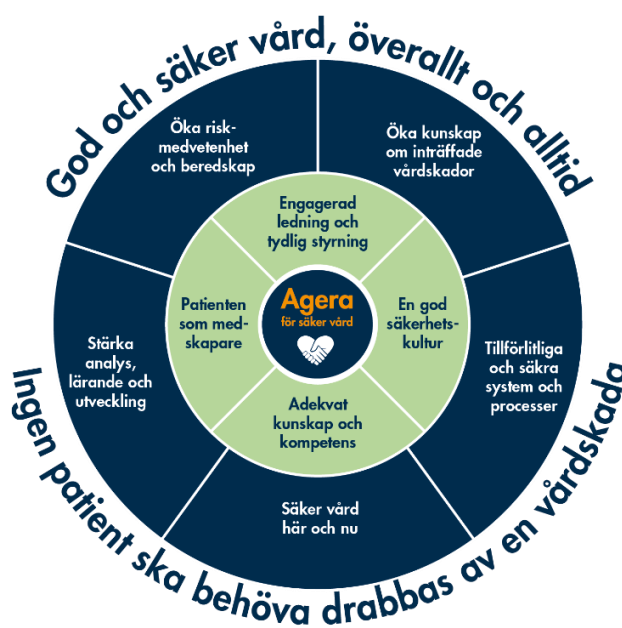 God och säker vård, överallt och alltid
Öka risk-
medvetenhet
och beredskap
Öka kunskap
om inträffade
vårdskador
Engagerad
ledning och
tydlig styrning
Patienten
som med-
skapare
Agera
för säker vård
En god
säkerhets-
kultur
Stärka
analys,
lärande och
utveckling
Tillförlitliga
och säkra
system och
processer
Adekvat
kunskap och
kompetens
Säker vård
här och nu
Ingen patient ska behöva drabbas av en vårdskada